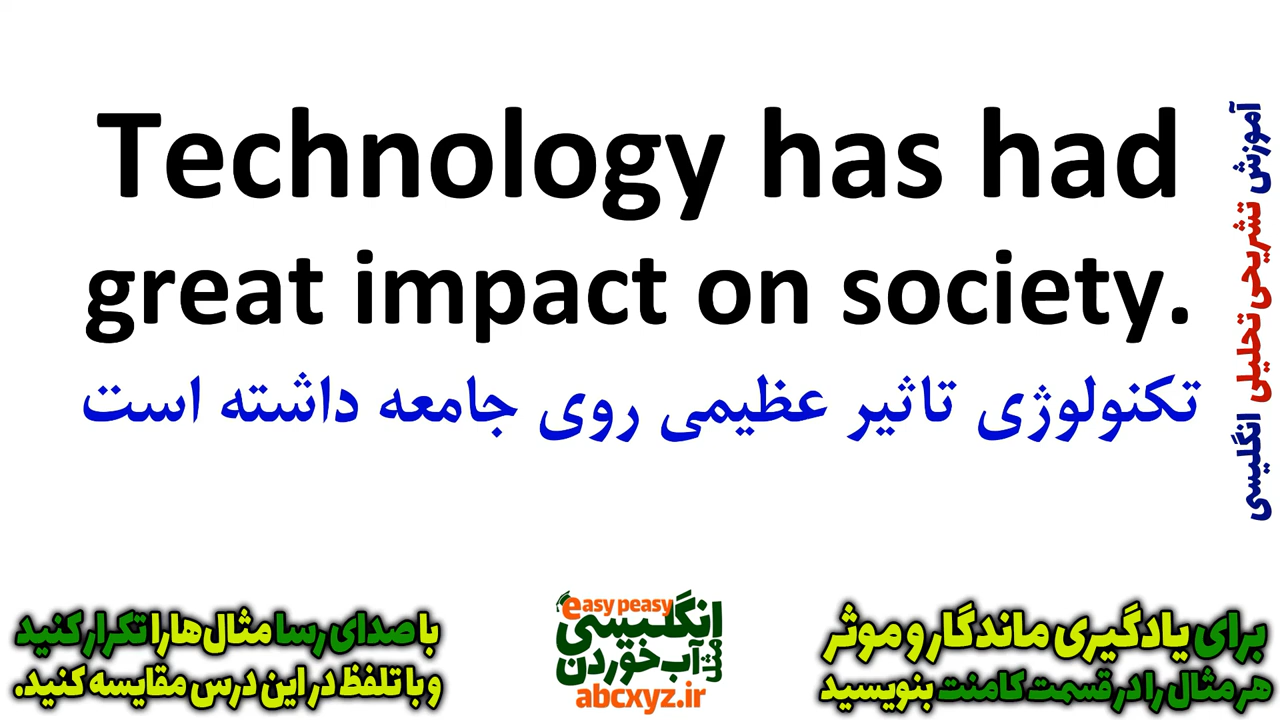 Technology has had
great impact on society.
تکنولوژی تاثیر عظیمی روی جامعه داشته است
آموزش تشریحی تحلیلی انگلیسی
برای یادگیری ماندگار و موثر
هر مثال را در قسمت کامنت بنویسید
easy peasy
انگلیسی
مثل آب خوردن
abcxyz.ir
با صدای رسا مثال‌ها را تکرار کنید
و با تلفظ در این درس مقایسه کنید.